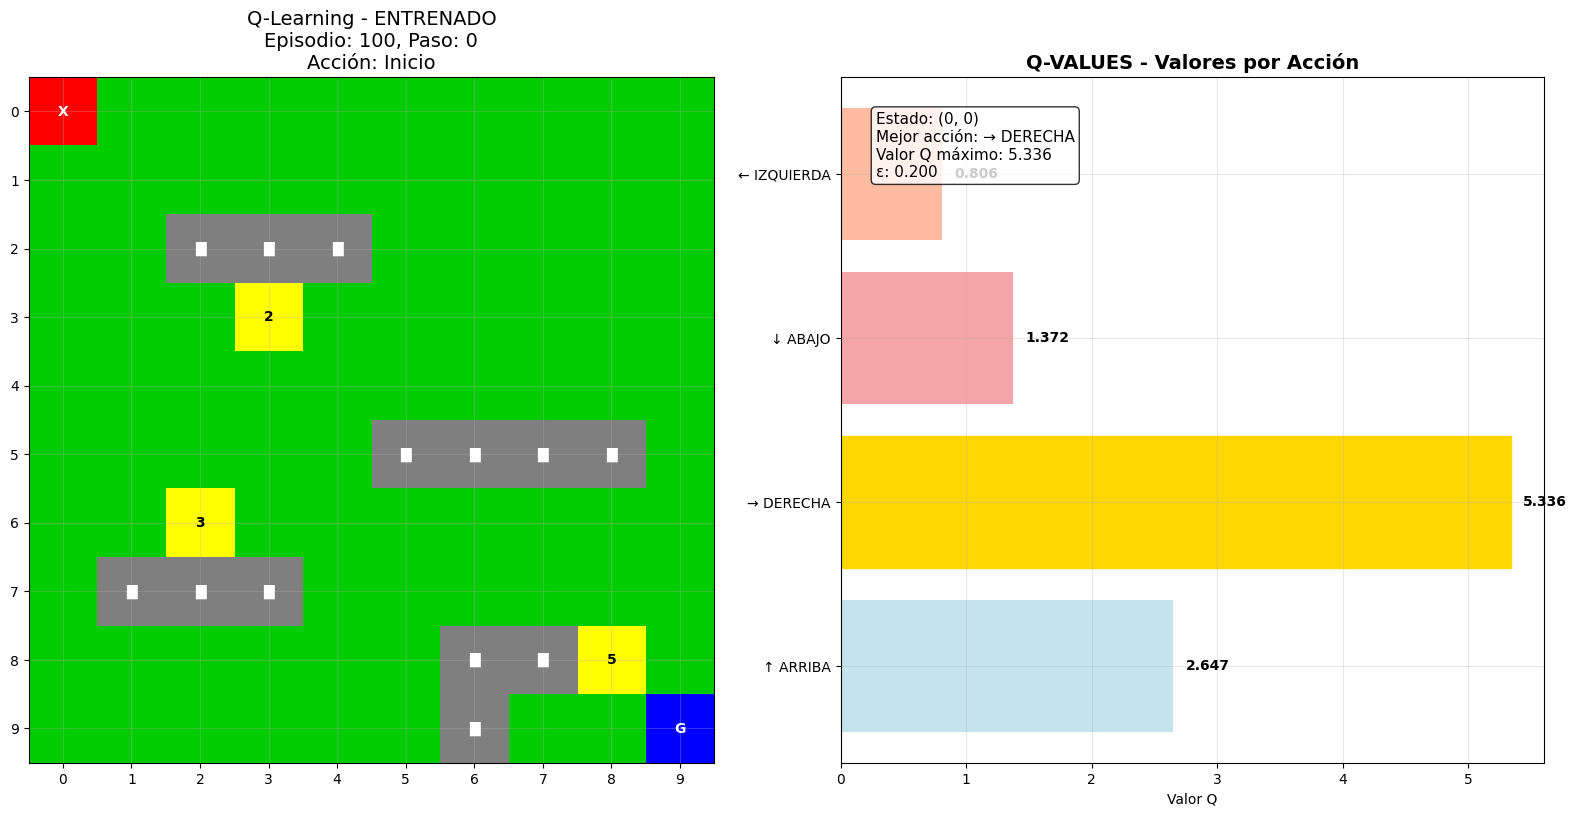 Q-Learning - ENTRENADO
Episodio: 100, Paso: 0
Acción: Inicio
0
1
2
3
4
5
6
7
8
9
X
2
3
5
G
0 1 2 3 4 5 6 7 8 9
Q-VALUES - Valores por Acción
Estado: (0, 0)
Mejor acción: → DERECHA
Valor Q máximo: 5.336
ε: 0.200
← IZQUIERDA
0.806
↓ ABAJO
1.372
→ DERECHA
5.336
↑ ARRIBA
2.647
0 1 2 3 4 5
Valor Q